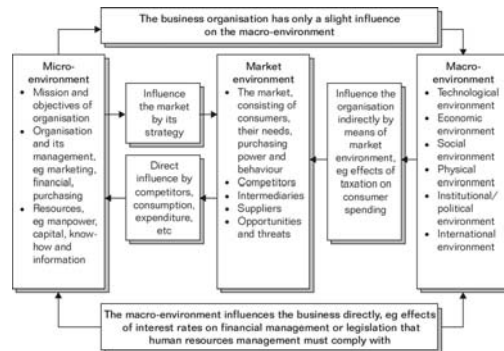 The business organisation has only a slight influence
on the macro-environment
Micro-
environment
• Mission and
objectives of
organisation
• Organisation
and its
management,
eg marketing,
financial,
purchasing
• Resources,
eg manpower,
capital, know-
how and
information
Influence
the market
by its
strategy
Direct
influence by
competitors,
consumption,
expenditure,
etc
Market
environment
• The market,
consisting of
consumers,
their needs,
purchasing
power and
behaviour
• Competitors
• Intermediaries
• Suppliers
• Opportunities
and threats
Influence the
organisation
indirectly by
means of
market
environment,
eg effects of
taxation on
consumer
spending
Macro-
environment
• Technological
environment
• Economic
environment
• Social
environment
• Physical
environment
• Institutional/
political
environment
• International
environment
The macro-environment influences the business directly, eg effects
of interest rates on financial management or legislation that
human resources management must comply with